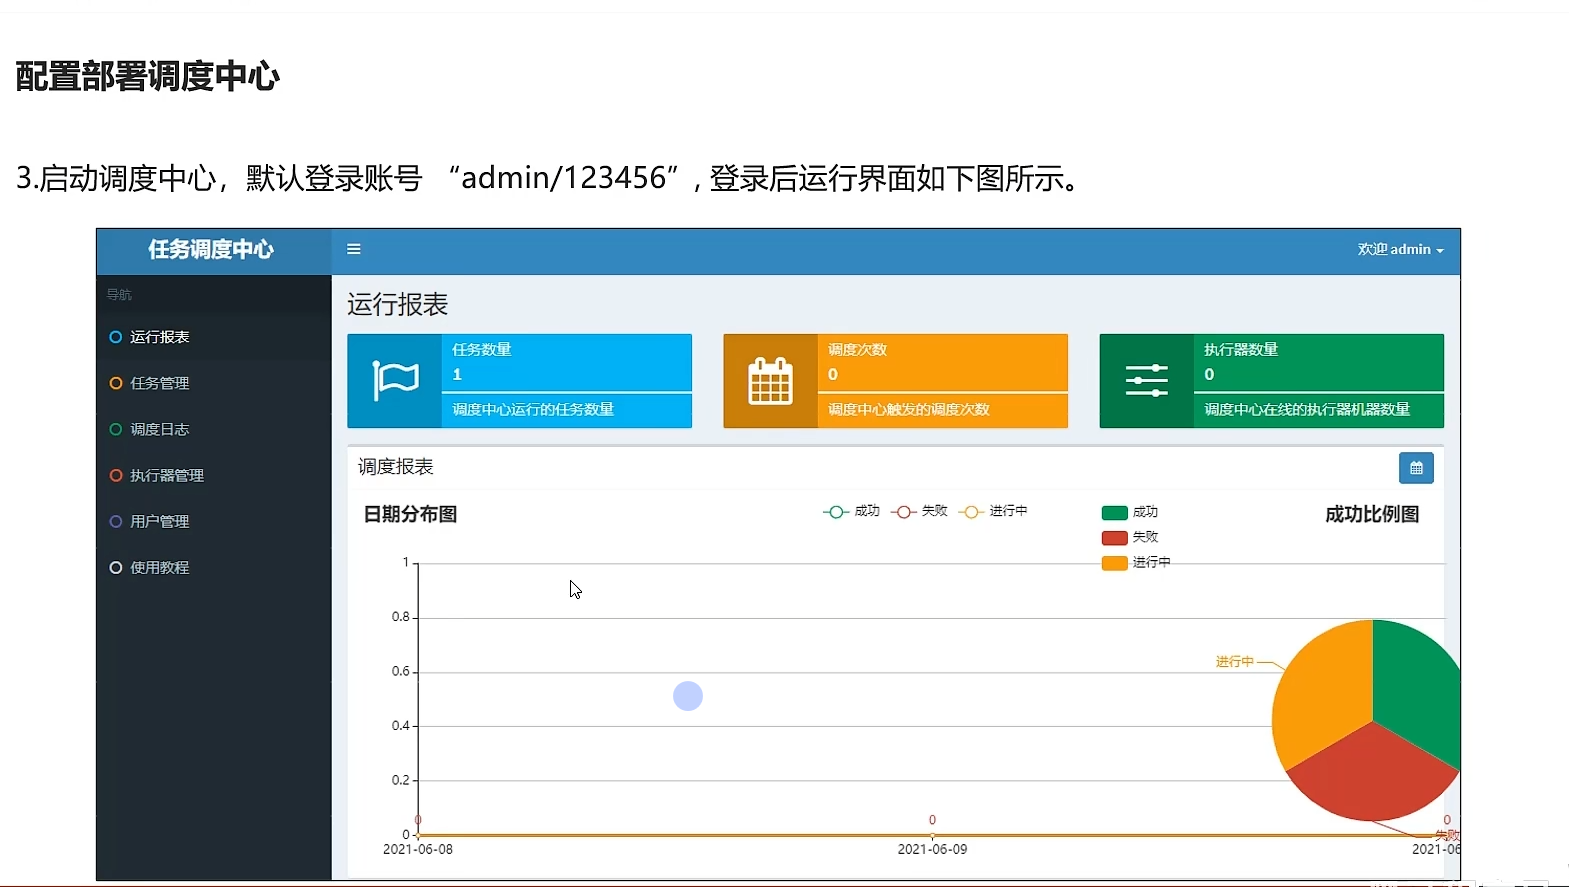 配置部署调度中心
3.启动调度中心，默认登录账号 “admin/123456”, 登录后运行界面如下图所示。
任务调度中心
欢迎 admin
导航
运行报表
任务管理
调度日志
执行器管理
用户管理
使用教程
运行报表
任务数量
1
调度中心运行的任务数量
调度次数
0
调度中心触发的调度次数
执行器数量
0
调度中心在线的执行器机器数量
调度报表
日期分布图
成功 失败 进行中
成功
失败
进行中
成功比例图
1
0.8
0.6
0.4
0.2
0
0 0 0
2021-06-08 2021-06-09 2021-06
进行中
失败